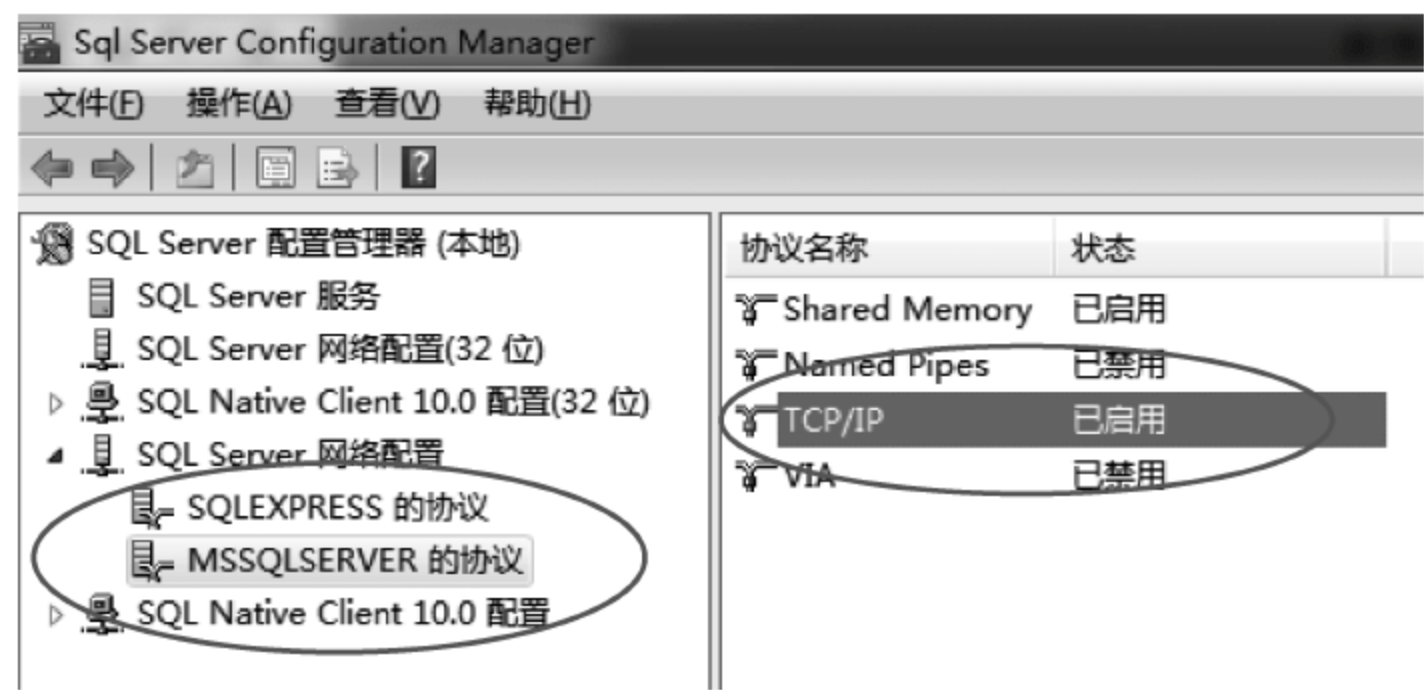 Sql Server Configuration Manager
文件(F) 操作(A) 查看(V) 帮助(H)
SQL Server 配置管理器 (本地)
SQL Server 服务
SQL Server 网络配置(32 位)
SQL Native Client 10.0 配置(32 位)
SQL Server 网络配置
SQLEXPRESS 的协议
MSSQLSERVER 的协议
SQL Native Client 10.0 配置
协议名称 状态
Shared Memory 已启用
Named Pipes 已禁用
TCP/IP 已启用
VIA 已禁用